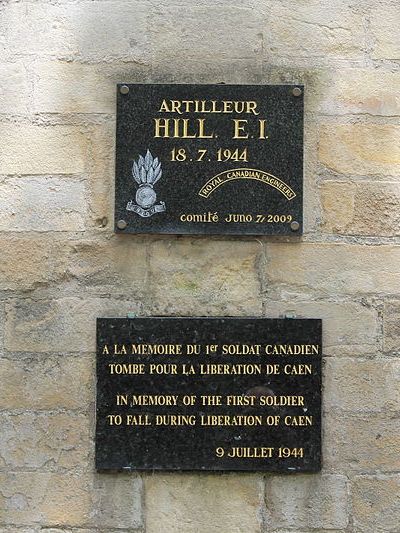 ARTILLEUR
HILL. E.I.
18.7.1944
ROYAL CANADIAN ENGINEERS
comité JUNO 7/2009
A LA MEMOIRE DU 1er SOLDAT CANADIEN
TOMBE POUR LA LIBERATION DE CAEN
IN MEMORY OF THE FIRST SOLDIER
TO FALL DURING LIBERATION OF CAEN
9 JUILLET 1944